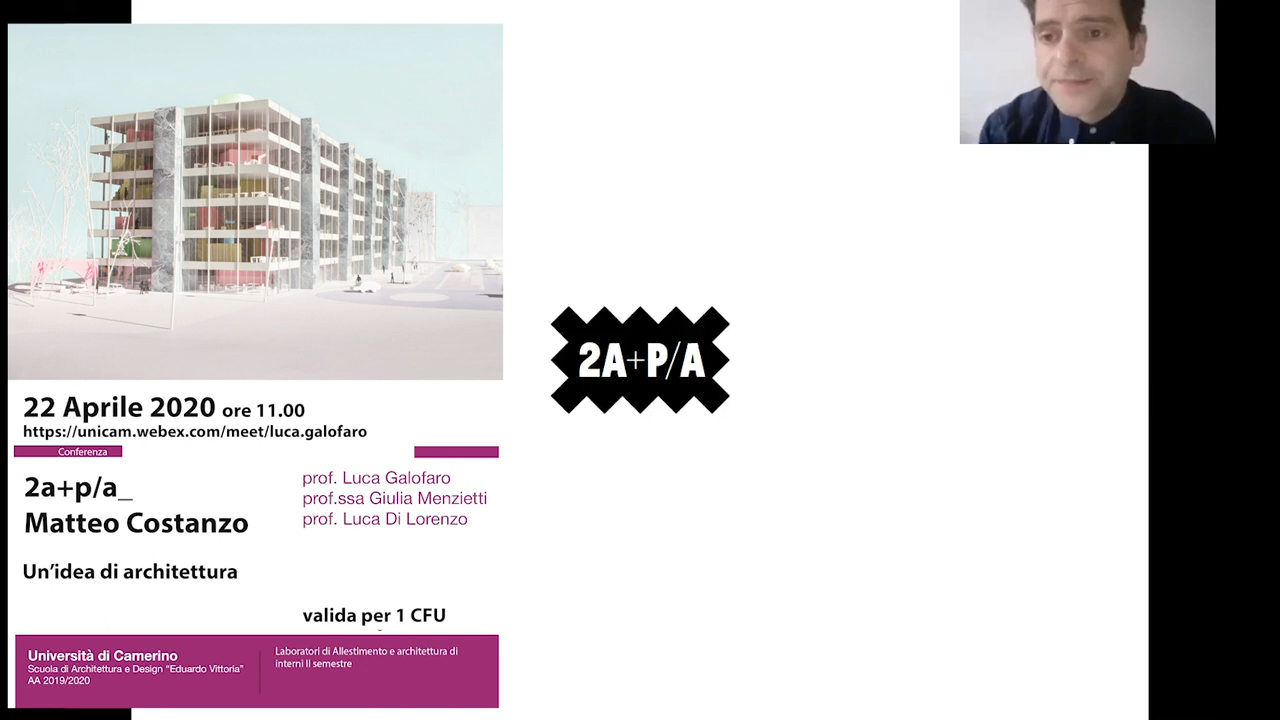 22 Aprile 2020 ore 11.00
https://unicam.webex.com/meet/luca.galofaro
Conferenza
2a+p/a_
Matteo Costanzo
Un'idea di architettura
prof. Luca Galofaro
prof.ssa Giulia Menzietti
prof. Luca Di Lorenzo
valida per 1 CFU
Università di Camerino
Scuola di Architettura e Design "Eduardo Vittoria"
AA 2019/2020
Laboratori di Allestimento e architettura di
interni II semestre
2A+P/A